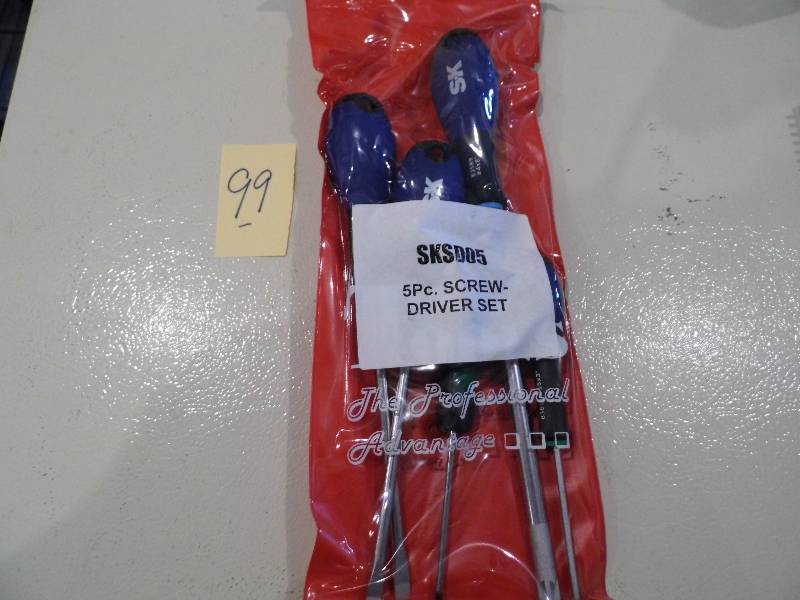 SK
SK
99
SKSD05
5Pc. SCREW-
DRIVER SET
The Professional
Advantage